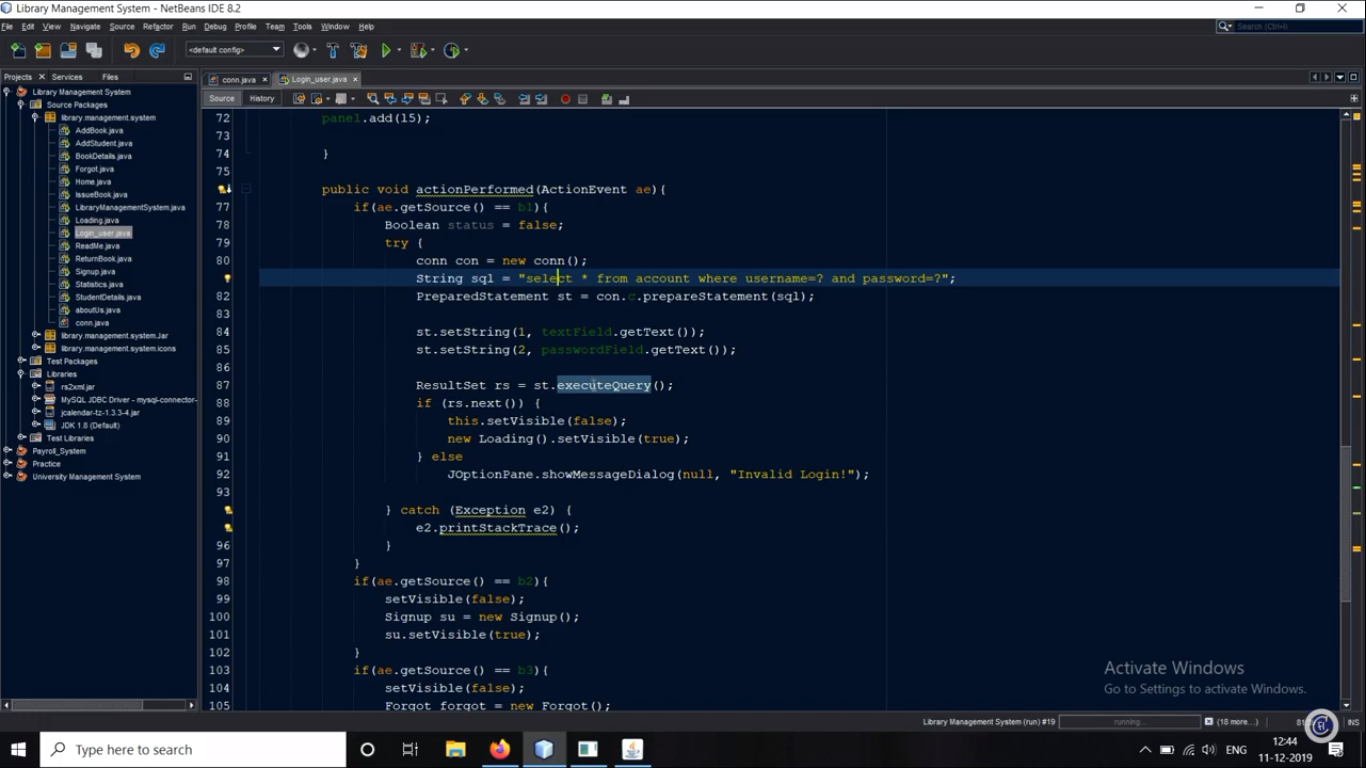 Library Management System - NetBeans IDE 8.2
File Edit View Navigate Source Refactor Run Debug Profile Team Tools Window Help
Search (Ctrl+I)
<default config>
Projects Services Files
conn.java Login_user.java
Source History
Library Management System
Source Packages
library.management.system
AddBook.java
AddStudent.java
BookDetails.java
Forgot.java
Home.java
IssueBook.java
LibraryManagementSystem.java
Loading.java
Login_user.java
ReadMe.java
ReturnBook.java
Signup.java
Statistics.java
StudentDetails.java
aboutUs.java
conn.java
library.management.system.Jar
library.management.system.icons
Test Packages
Libraries
rs2xml.jar
MySQL JDBC Driver - mysql-connector-
jcalendar-tz-1.3.3-4.jar
JDK 1.8 (Default)
Test Libraries
Payroll_System
Practice
University Management System
72 panel.add(l5);
73
74 }
75
public void actionPerformed(ActionEvent ae){
77 if(ae.getSource() == b1){
78 Boolean status = false;
79 try {
80 conn con = new conn();
String sql = "select * from account where username=? and password=?";
82 PreparedStatement st = con.c.prepareStatement(sql);
83
84 st.setString(1, textField.getText());
85 st.setString(2, passwordField.getText());
86
87 ResultSet rs = st.executeQuery();
88 if (rs.next()) {
89 this.setVisible(false);
90 new Loading().setVisible(true);
91 } else
92 JOptionPane.showMessageDialog(null, "Invalid Login!");
93
} catch (Exception e2) {
e2.printStackTrace();
96 }
97 }
98 if(ae.getSource() == b2){
99 setVisible(false);
100 Signup su = new Signup();
101 su.setVisible(true);
102 }
103 if(ae.getSource() == b3){
104 setVisible(false);
105 Forgot forgot = new Forgot();
Activate Windows
Go to Settings to activate Windows.
Library Management System (run) #19 running... (18 more...) INS
Type here to search
ENG
12:44
11-12-2019